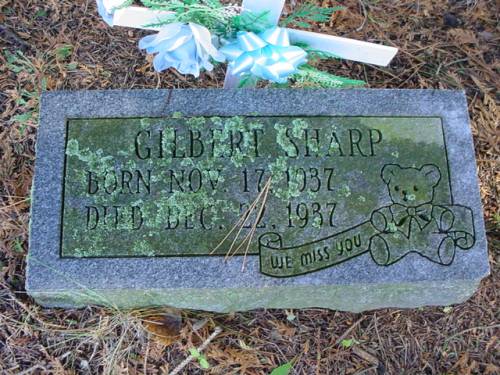 GILBERT SHARP
BORN NOV. 17, 1937
DIED DEC. 22, 1937
WE MISS YOU